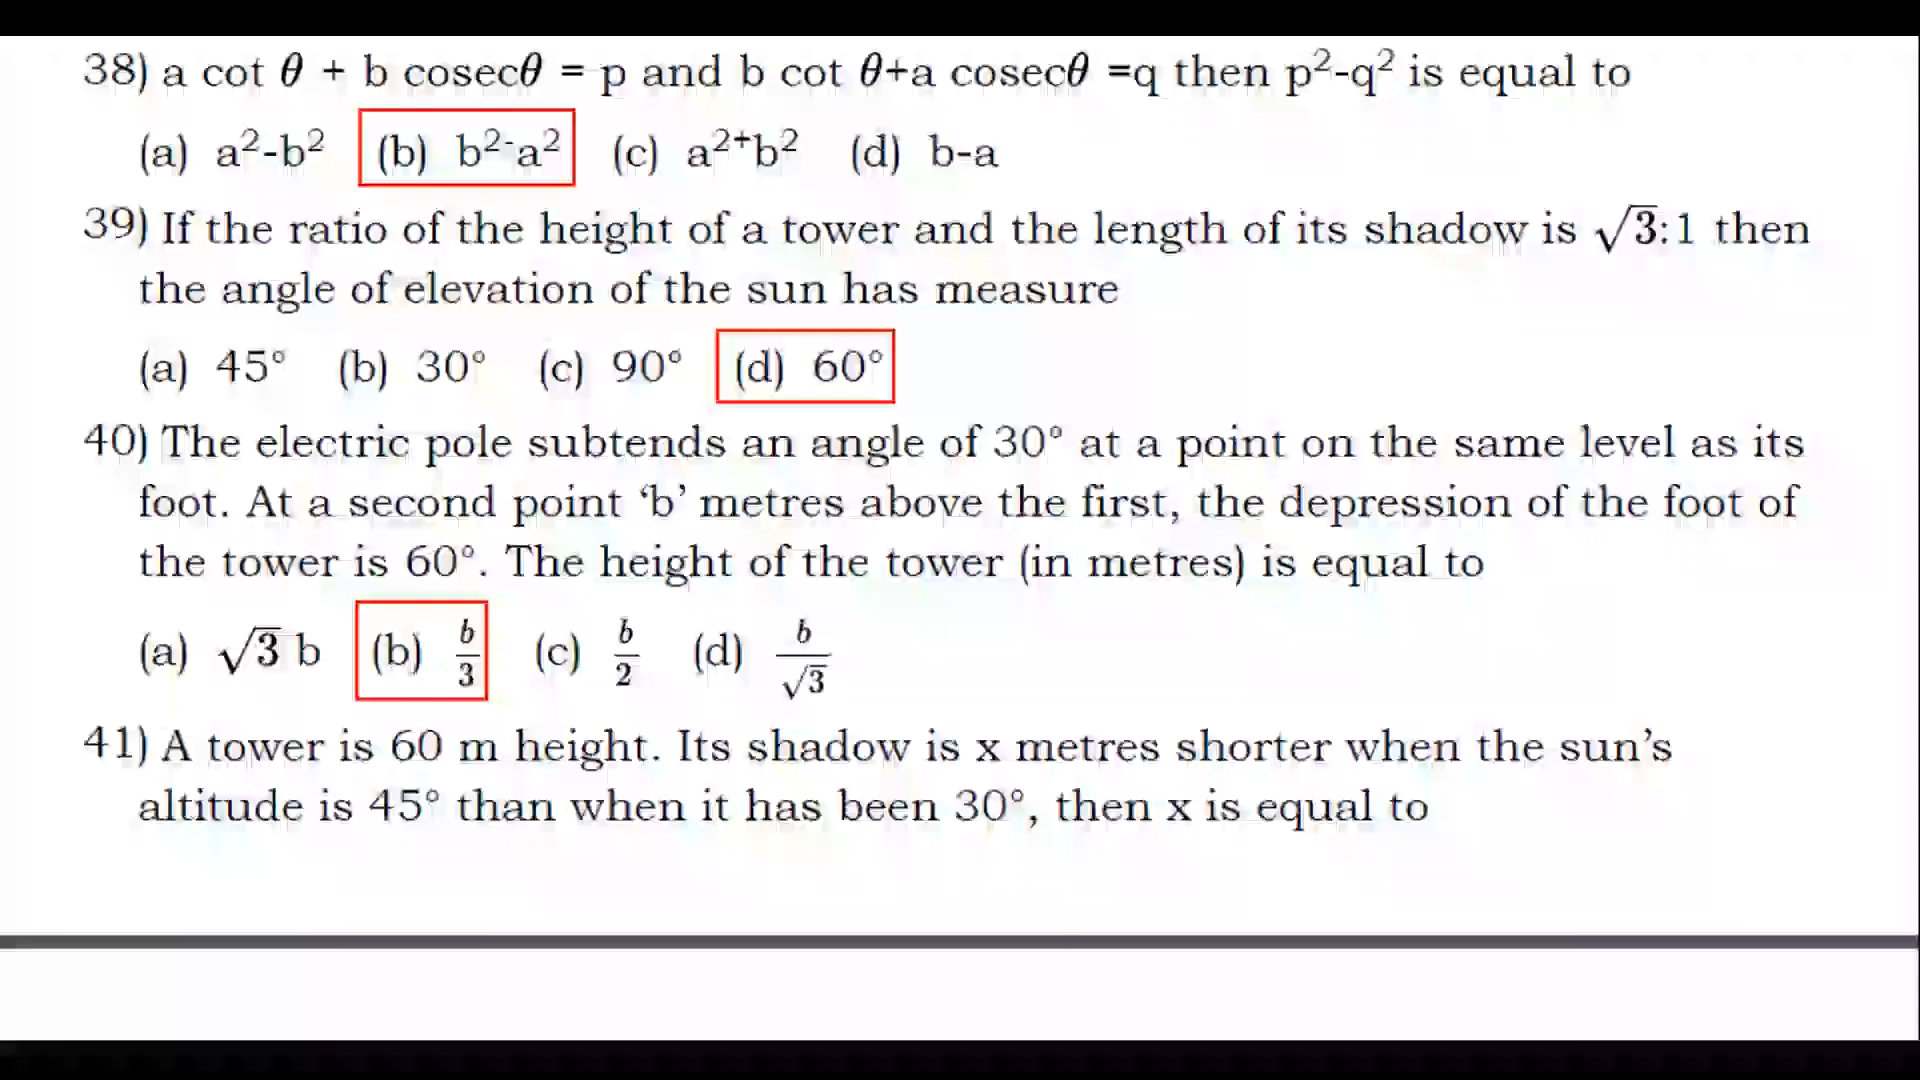 38) a cot θ + b cosecθ = p and b cot θ+a cosecθ =q then p²-q² is equal to
(a) a²-b² (b) b²⁻a² (c) a²⁺b² (d) b-a
39) If the ratio of the height of a tower and the length of its shadow is √3:1 then
the angle of elevation of the sun has measure
(a) 45° (b) 30° (c) 90° (d) 60°
40) The electric pole subtends an angle of 30° at a point on the same level as its
foot. At a second point ‘b’ metres above the first, the depression of the foot of
the tower is 60°. The height of the tower (in metres) is equal to
(a) √3 b (b) b/3 (c) b/2 (d) b/√3
41) A tower is 60 m height. Its shadow is x metres shorter when the sun’s
altitude is 45° than when it has been 30°, then x is equal to